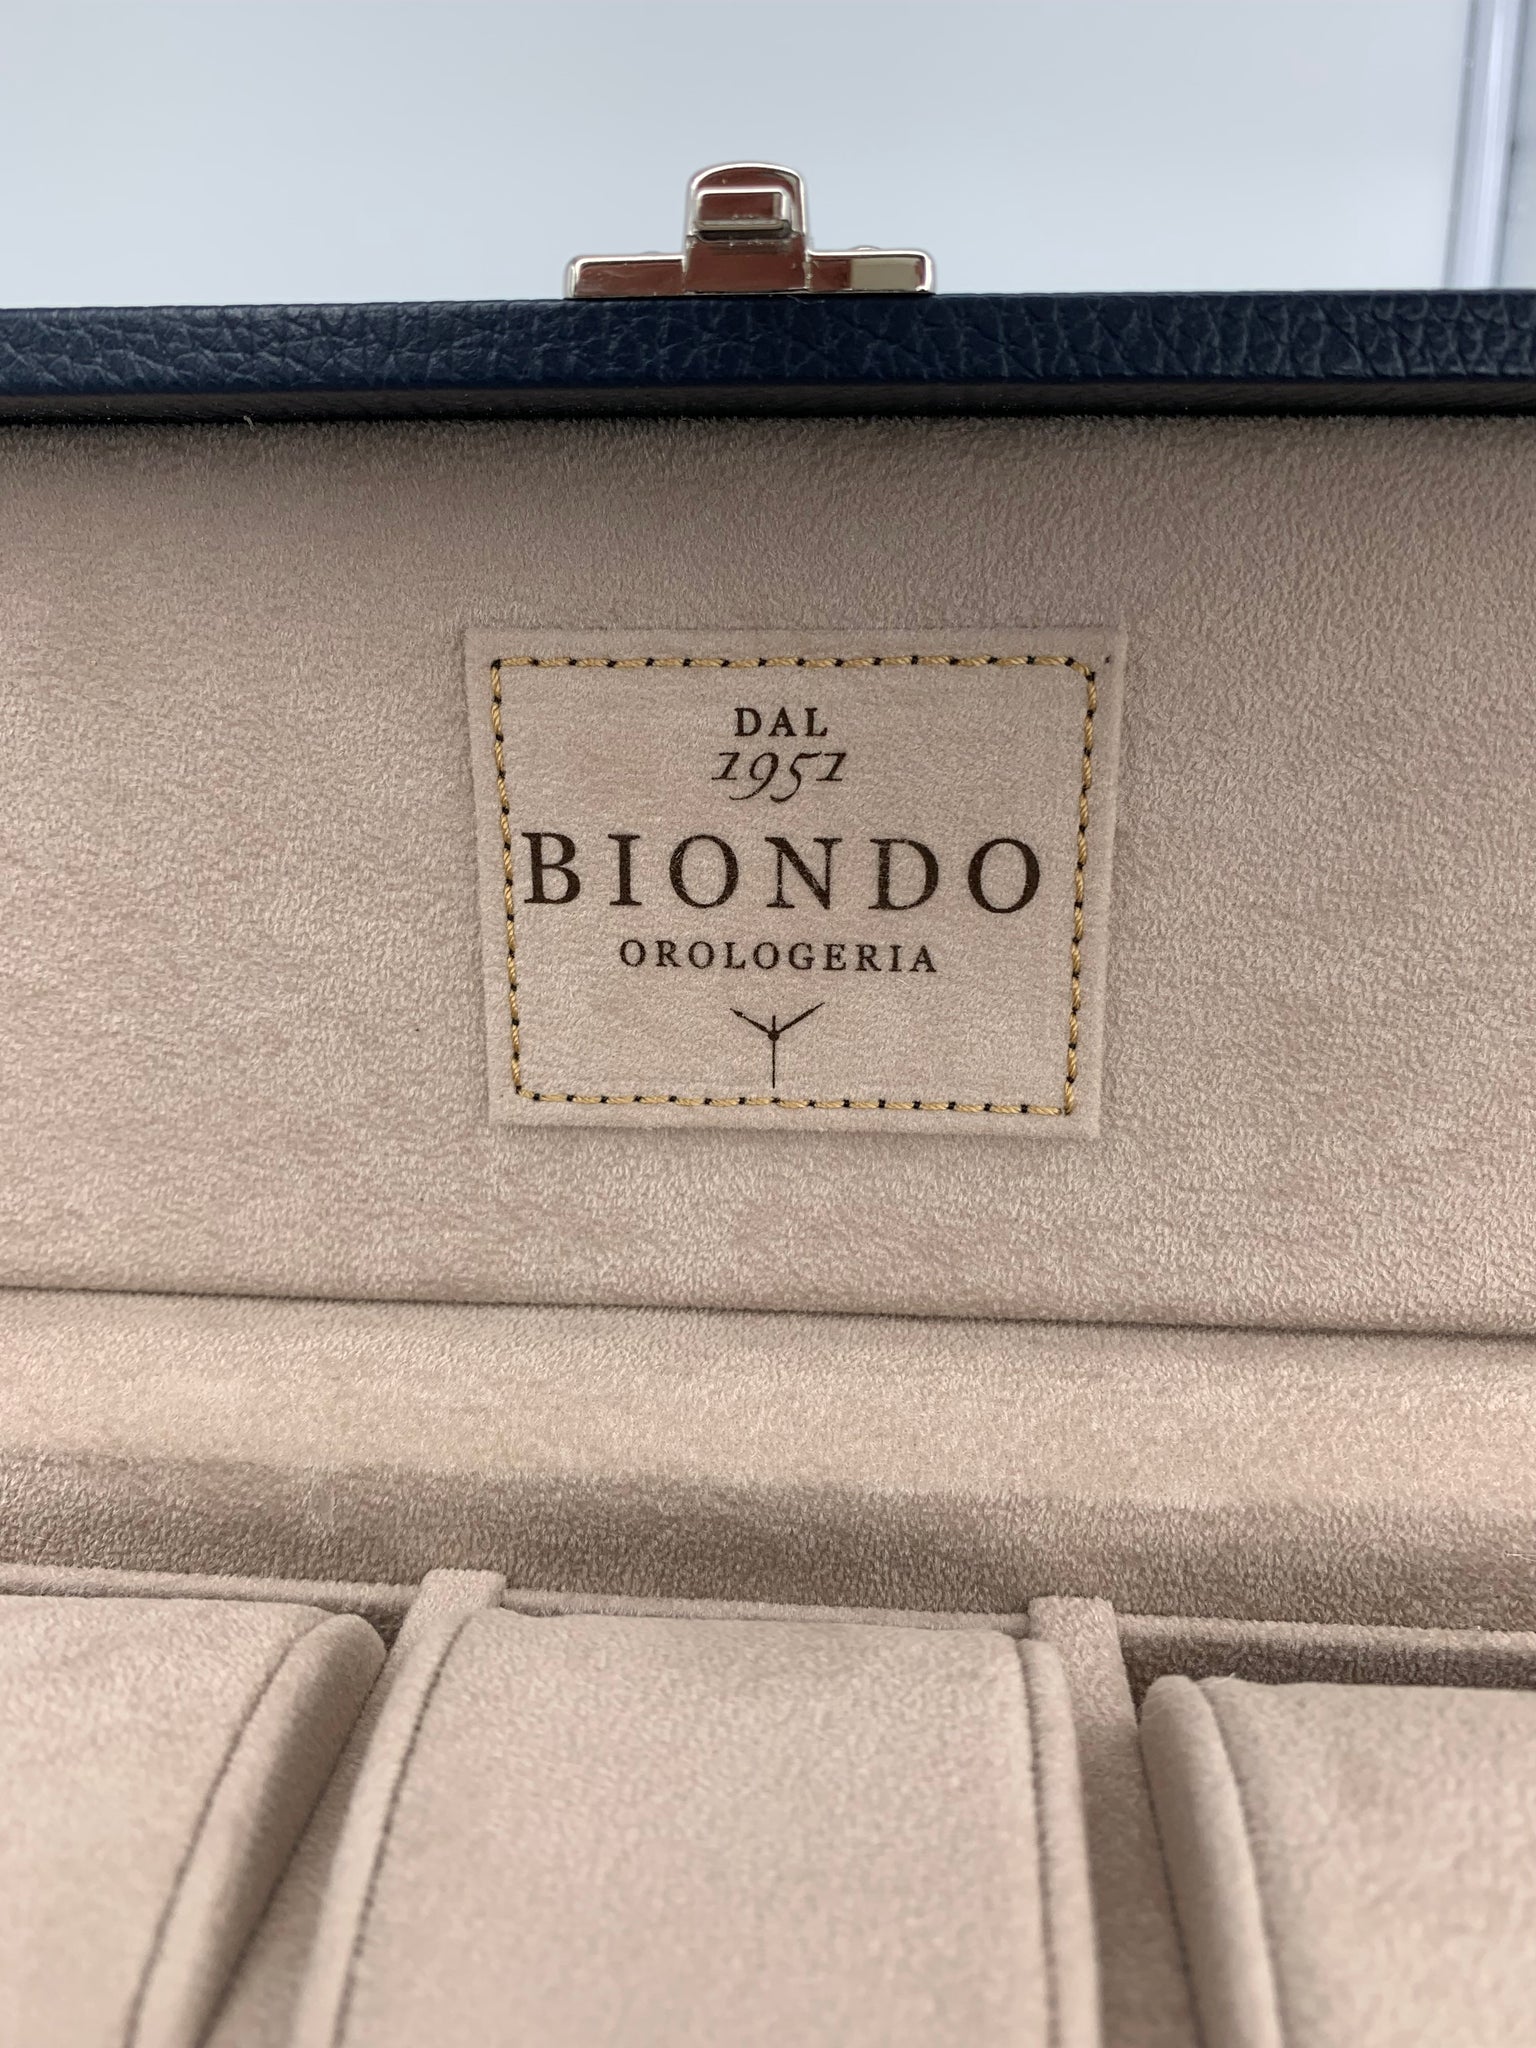 DAL
1951
BIONDO
OROLOGERIA